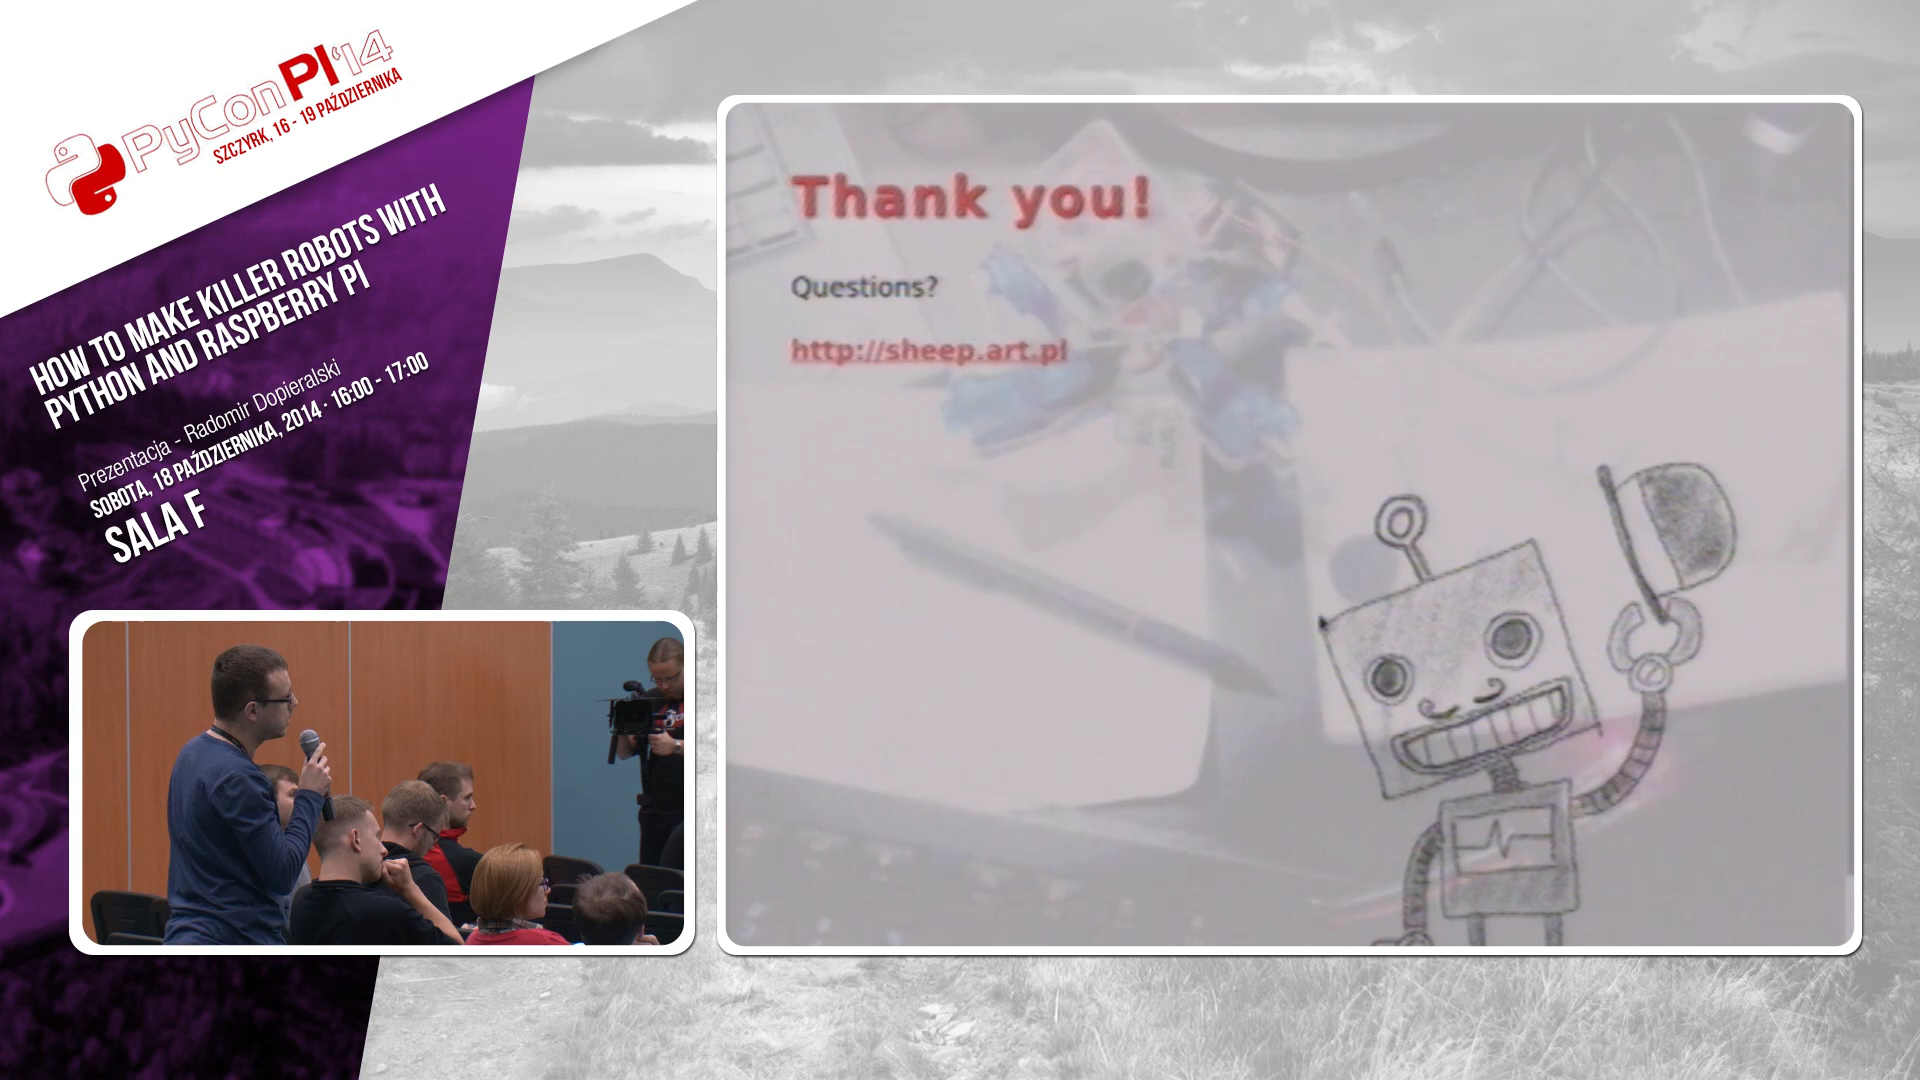 PyConPl'14
SZCZYRK, 16 - 19 PAŹDZIERNIKA
HOW TO MAKE KILLER ROBOTS WITH
PYTHON AND RASPBERRY PI
Prezentacja - Radomir Dopieralski
SOBOTA, 18 PAŹDZIERNIKA, 2014 · 16:00 - 17:00
SALA F
Thank you!
Questions?
http://sheep.art.pl